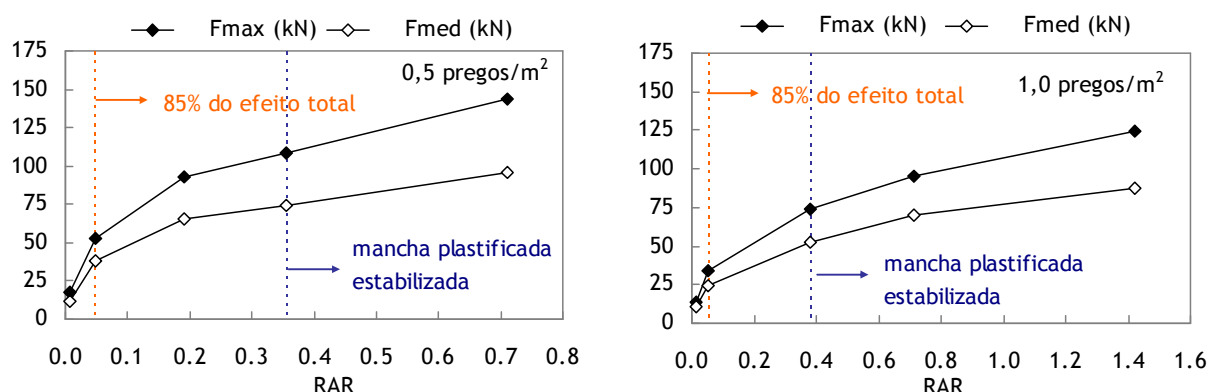 Fmax (kN) Fmed (kN)
175
150
125
100
75
50
25
0
0,5 pregos/m²
85% do efeito total
mancha plastificada
estabilizada
0.0 0.1 0.2 0.3 0.4 0.5 0.6 0.7 0.8
RAR
Fmax (kN) Fmed (kN)
175
150
125
100
75
50
25
0
1,0 pregos/m²
85% do efeito total
mancha plastificada
estabilizada
0.0 0.2 0.4 0.6 0.8 1.0 1.2 1.4 1.6
RAR